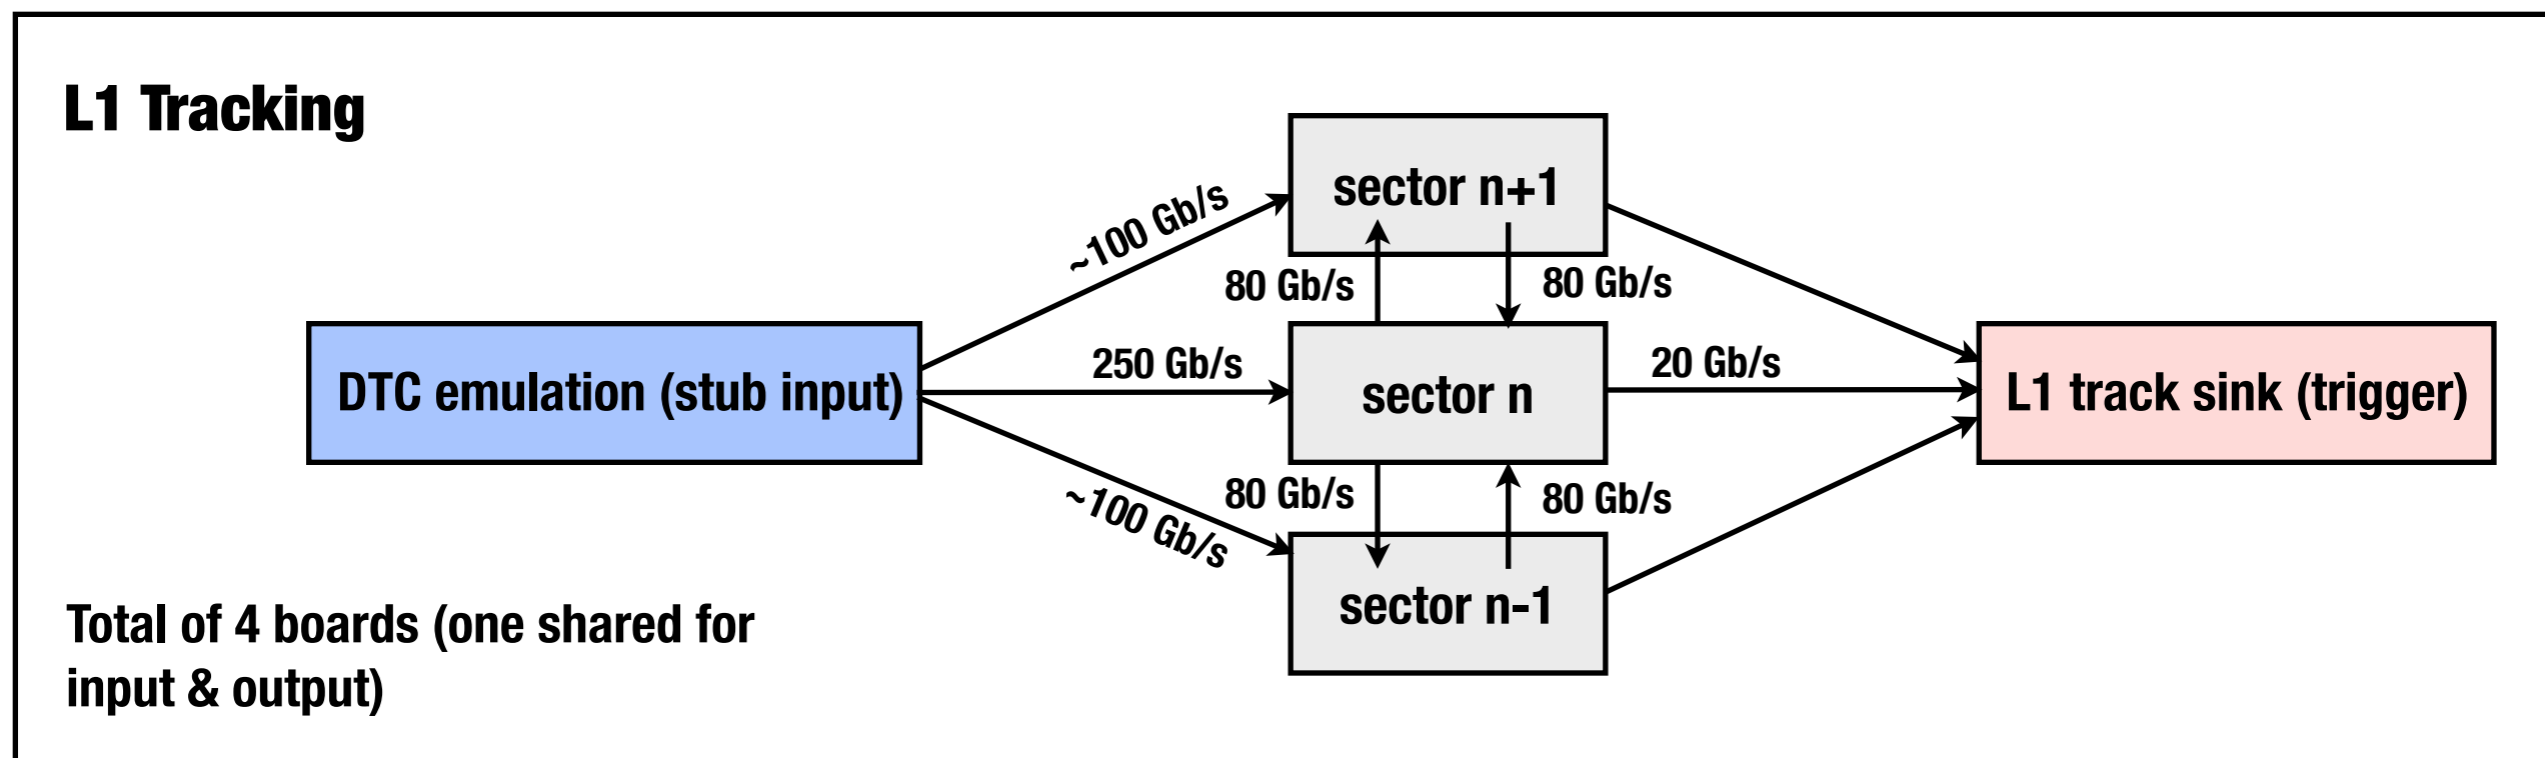 L1 Tracking
sector n+1
~100 Gb/s
80 Gb/s
80 Gb/s
DTC emulation (stub input)
250 Gb/s
sector n
20 Gb/s
L1 track sink (trigger)
~100 Gb/s
80 Gb/s
80 Gb/s
sector n-1
Total of 4 boards (one shared for
input & output)